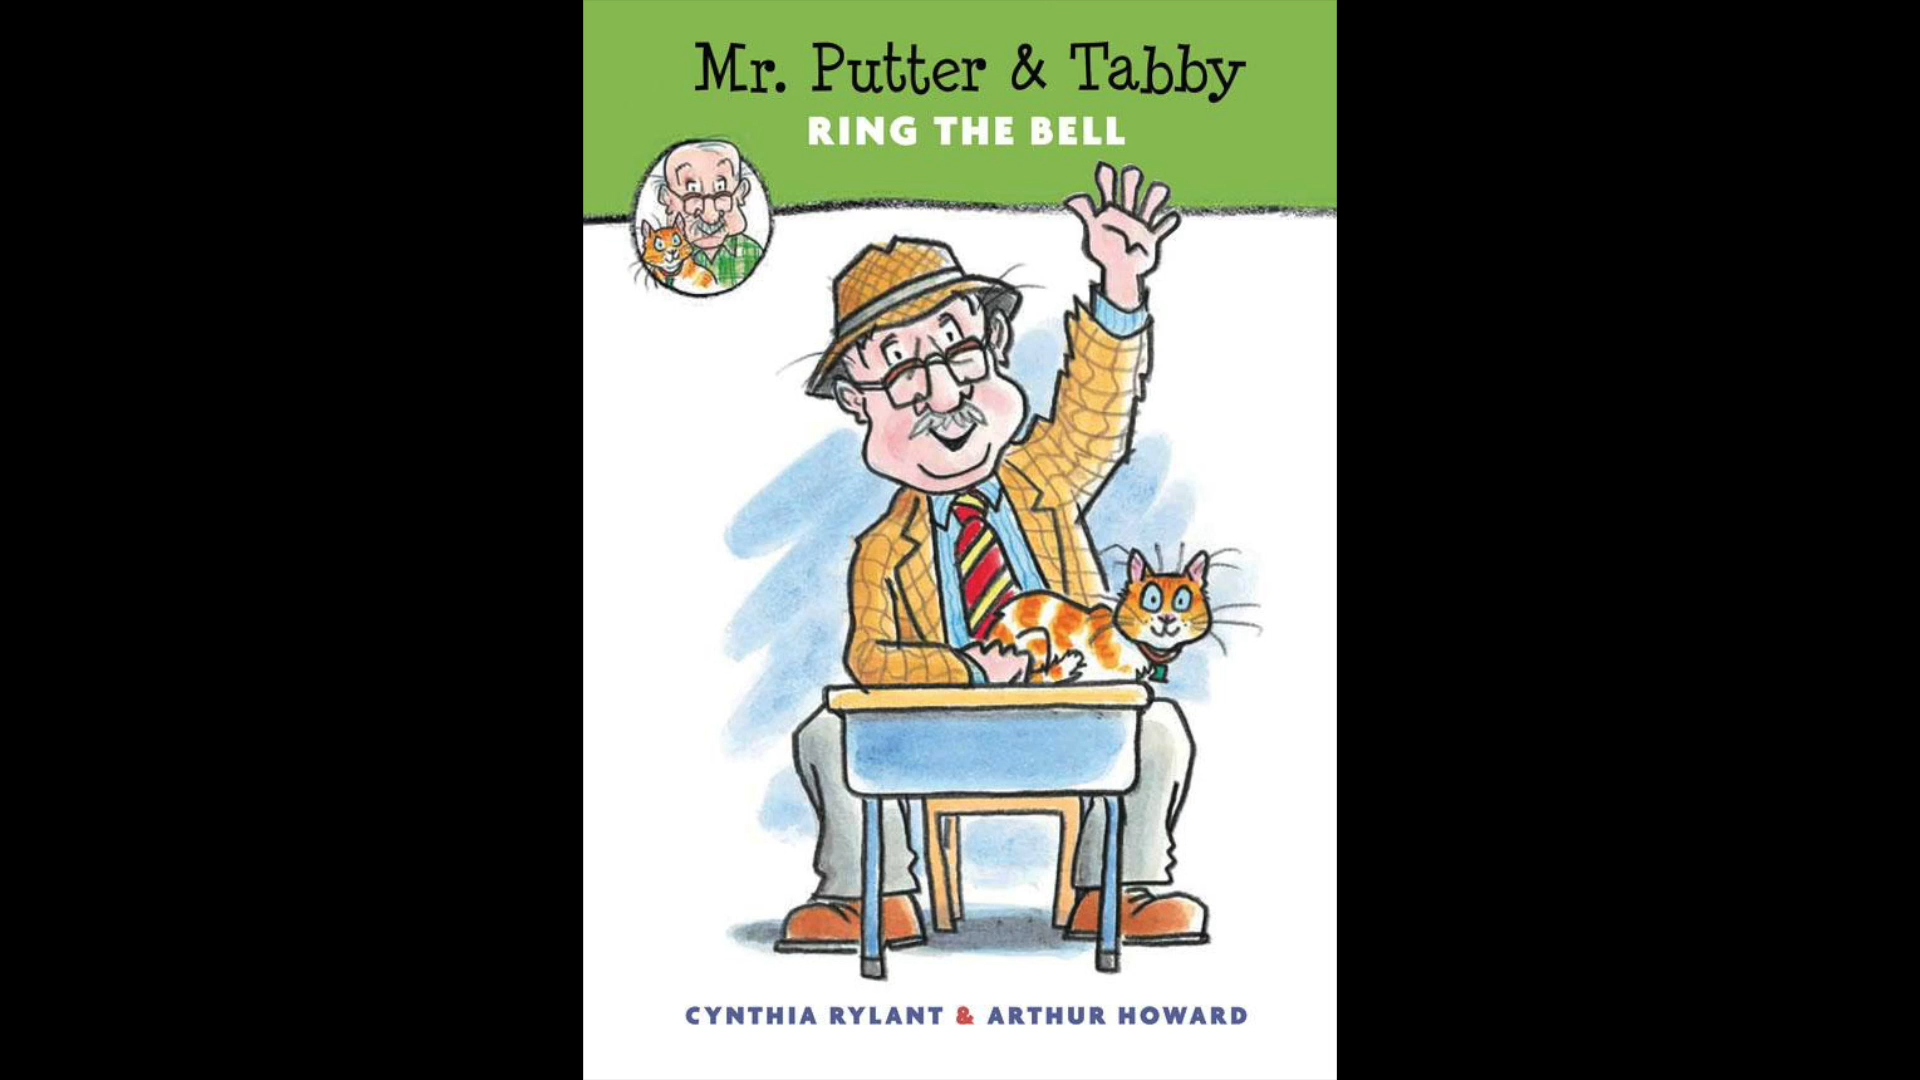 Mr. Putter & Tabby
RING THE BELL
CYNTHIA RYLANT & ARTHUR HOWARD